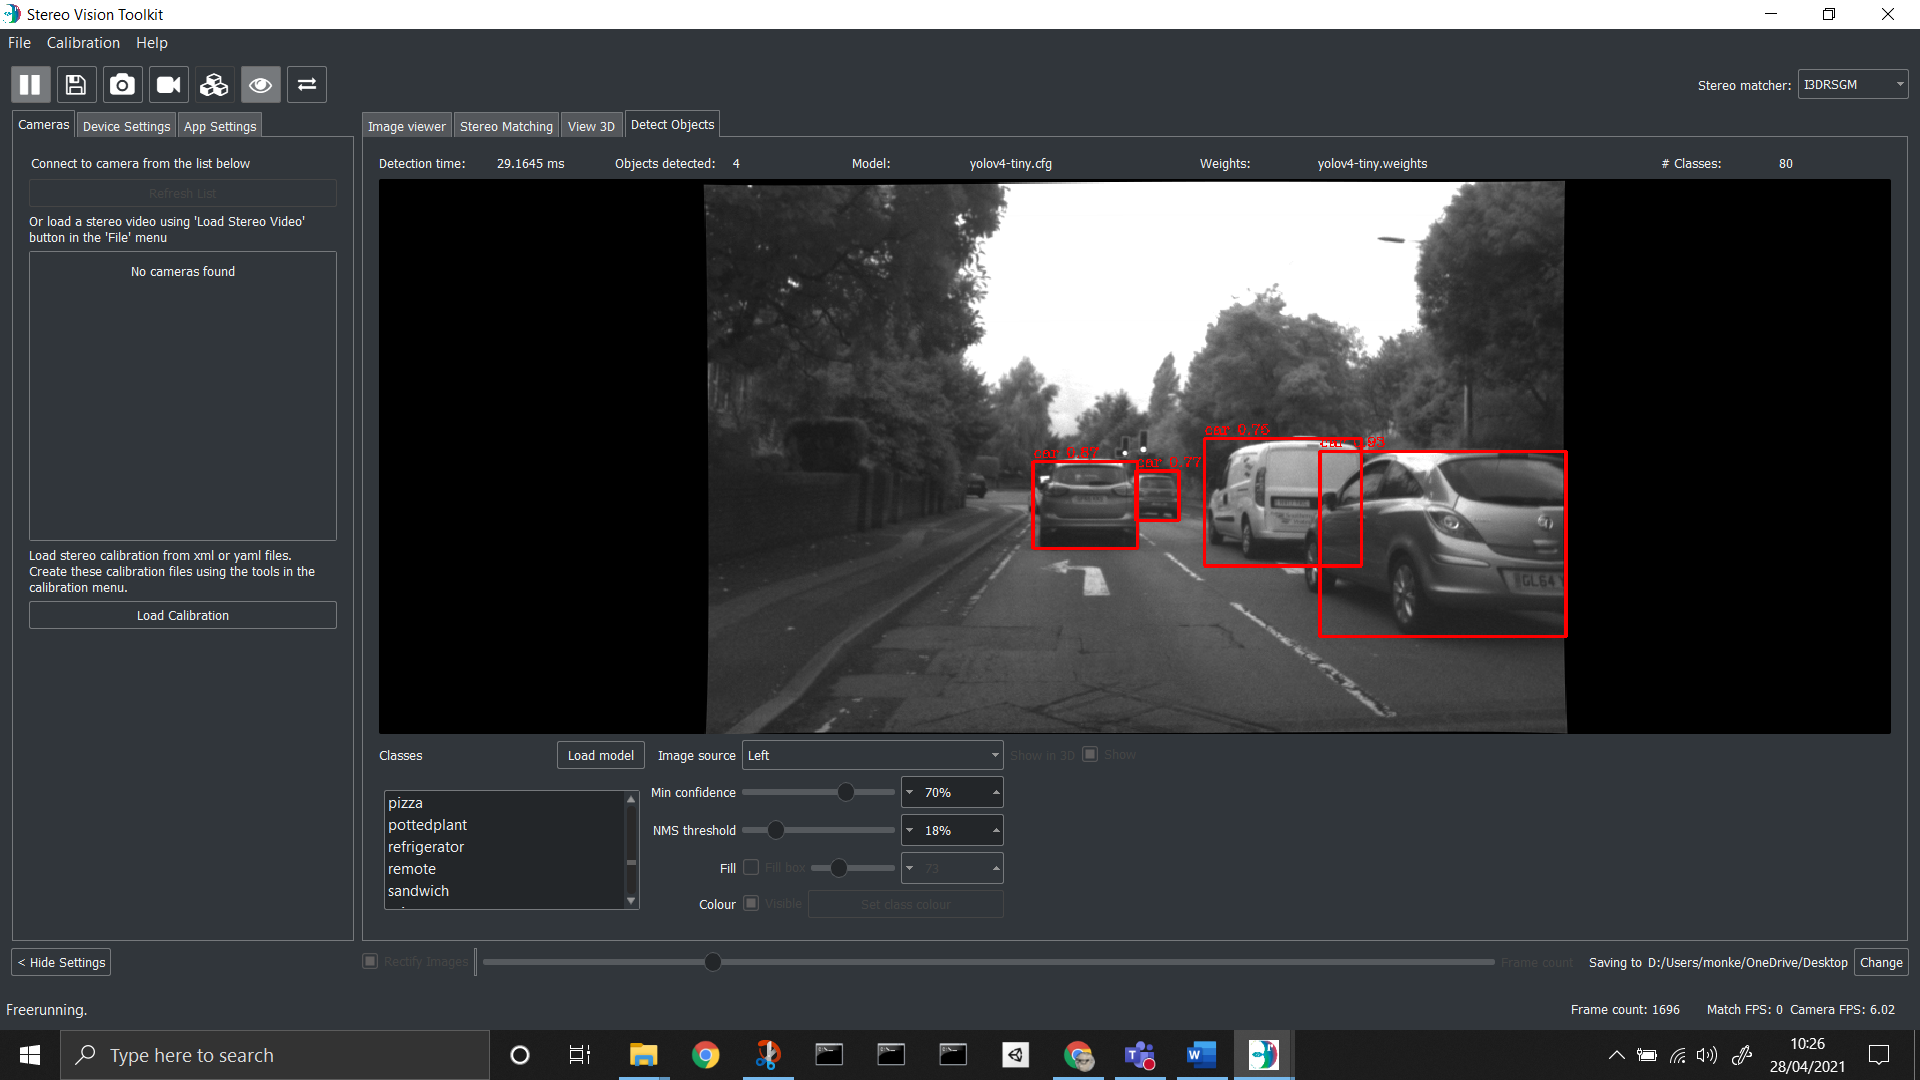 Stereo Vision Toolkit
File Calibration Help
Stereo matcher: I3DRSGM
Cameras Device Settings App Settings
Image viewer Stereo Matching View 3D Detect Objects
Connect to camera from the list below
Refresh List
Or load a stereo video using 'Load Stereo Video'
button in the 'File' menu
No cameras found
Load stereo calibration from xml or yaml files.
Create these calibration files using the tools in the
calibration menu.
Load Calibration
Detection time: 29.1645 ms Objects detected: 4 Model: yolov4-tiny.cfg Weights: yolov4-tiny.weights # Classes: 80
car 0.76
car
car 0.77
car
GL64
Classes Load model Image source Left Show in 3D Show
pizza
pottedplant
refrigerator
remote
sandwich
Min confidence 70%
NMS threshold 18%
Fill Fill box 73
Colour Visible Set class colour
< Hide Settings Rectify Images Frame count Saving to D:/Users/monke/OneDrive/Desktop Change
Freerunning. Frame count: 1696 Match FPS: 0 Camera FPS: 6.02
Type here to search
10:26
28/04/2021